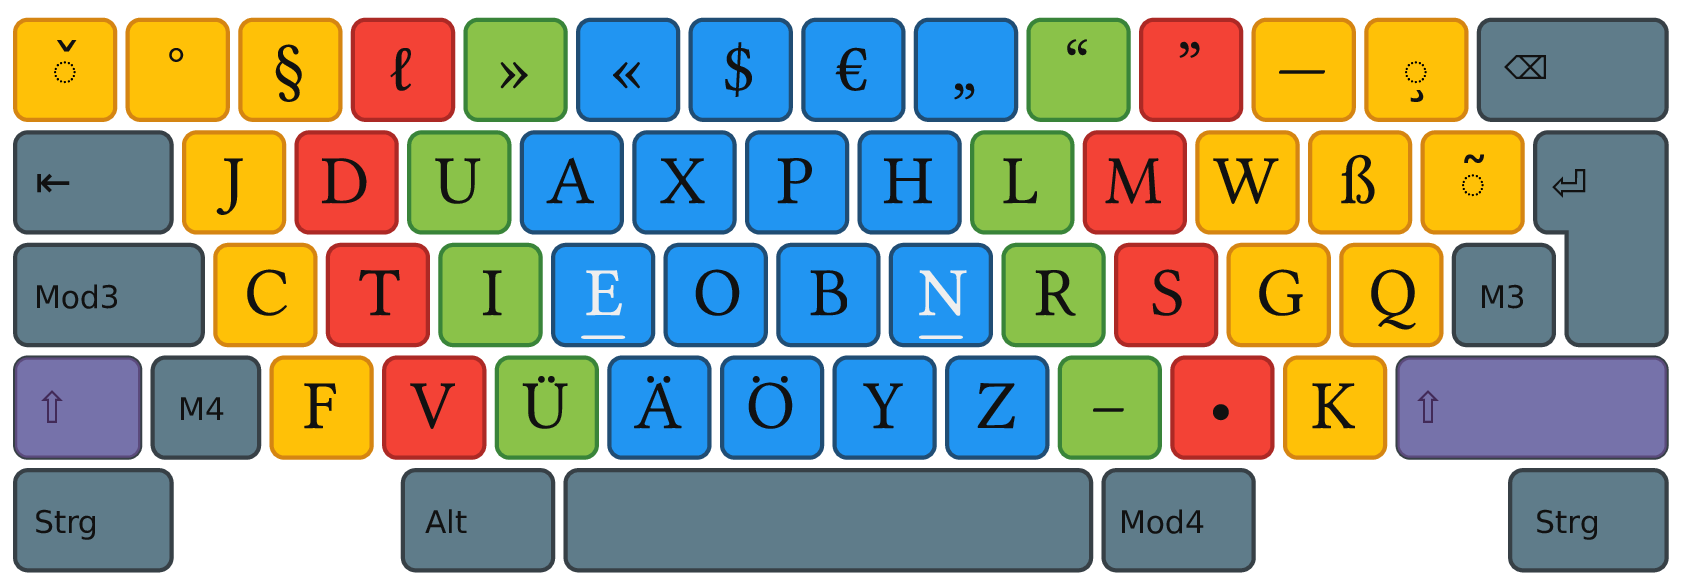 ◌̌ ° § ℓ » « $ € „ “ ” — ◌̧ ⌫
⇤ J D U A X P H L M W ß ◌̃ ⏎
Mod3 C T I E O B N R S G Q M3
⇧ M4 F V Ü Ä Ö Y Z – • K ⇧
Strg Alt Mod4 Strg